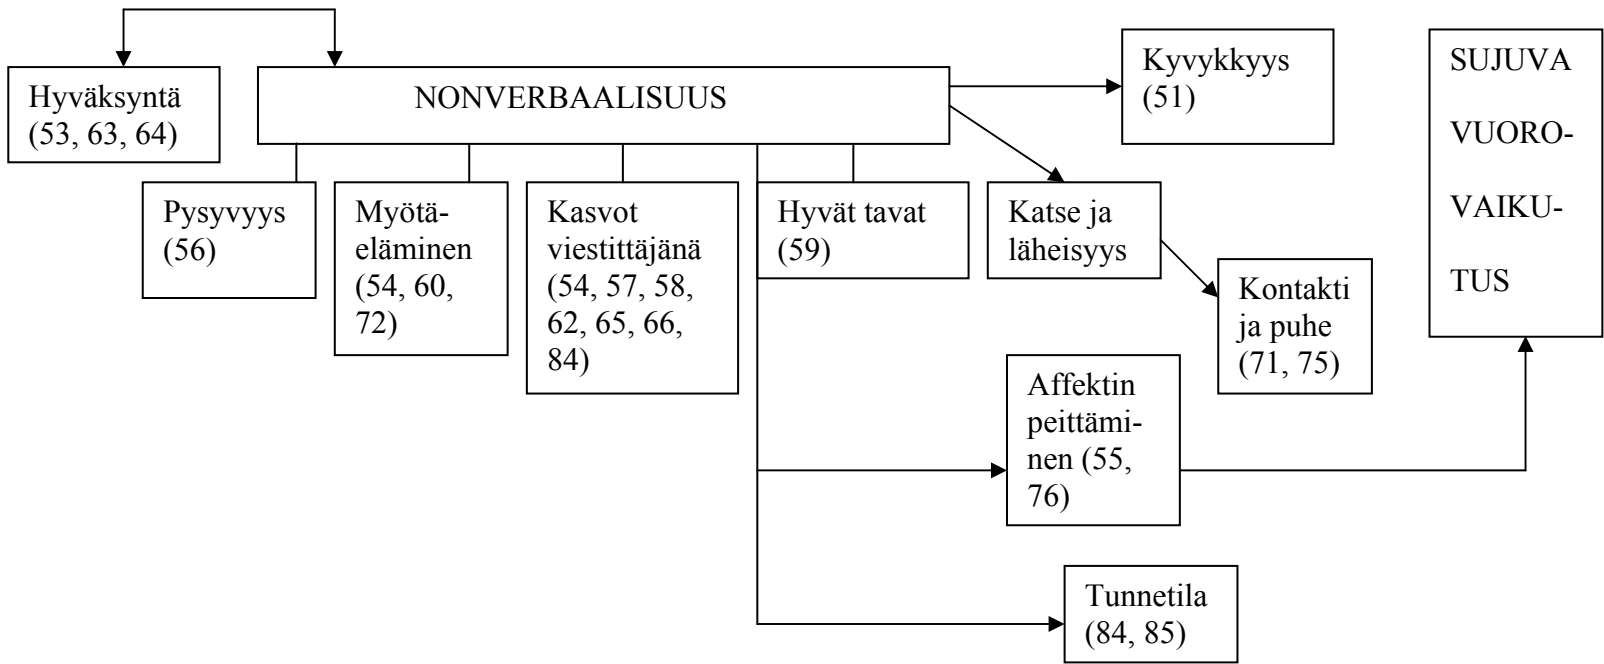 Hyväksyntä
(53, 63, 64)
NONVERBAALISUUS
Kyvykkyys
(51)
SUJUVA
VUORO-
VAIKU-
TUS
Pysyvyys
(56)
Myötä-
eläminen
(54, 60,
72)
Kasvot
viestittäjänä
(54, 57, 58,
62, 65, 66,
84)
Hyvät tavat
(59)
Katse ja
läheisyys
Kontakti
ja puhe
(71, 75)
Affektin
peittämi-
nen (55,
76)
Tunnetila
(84, 85)